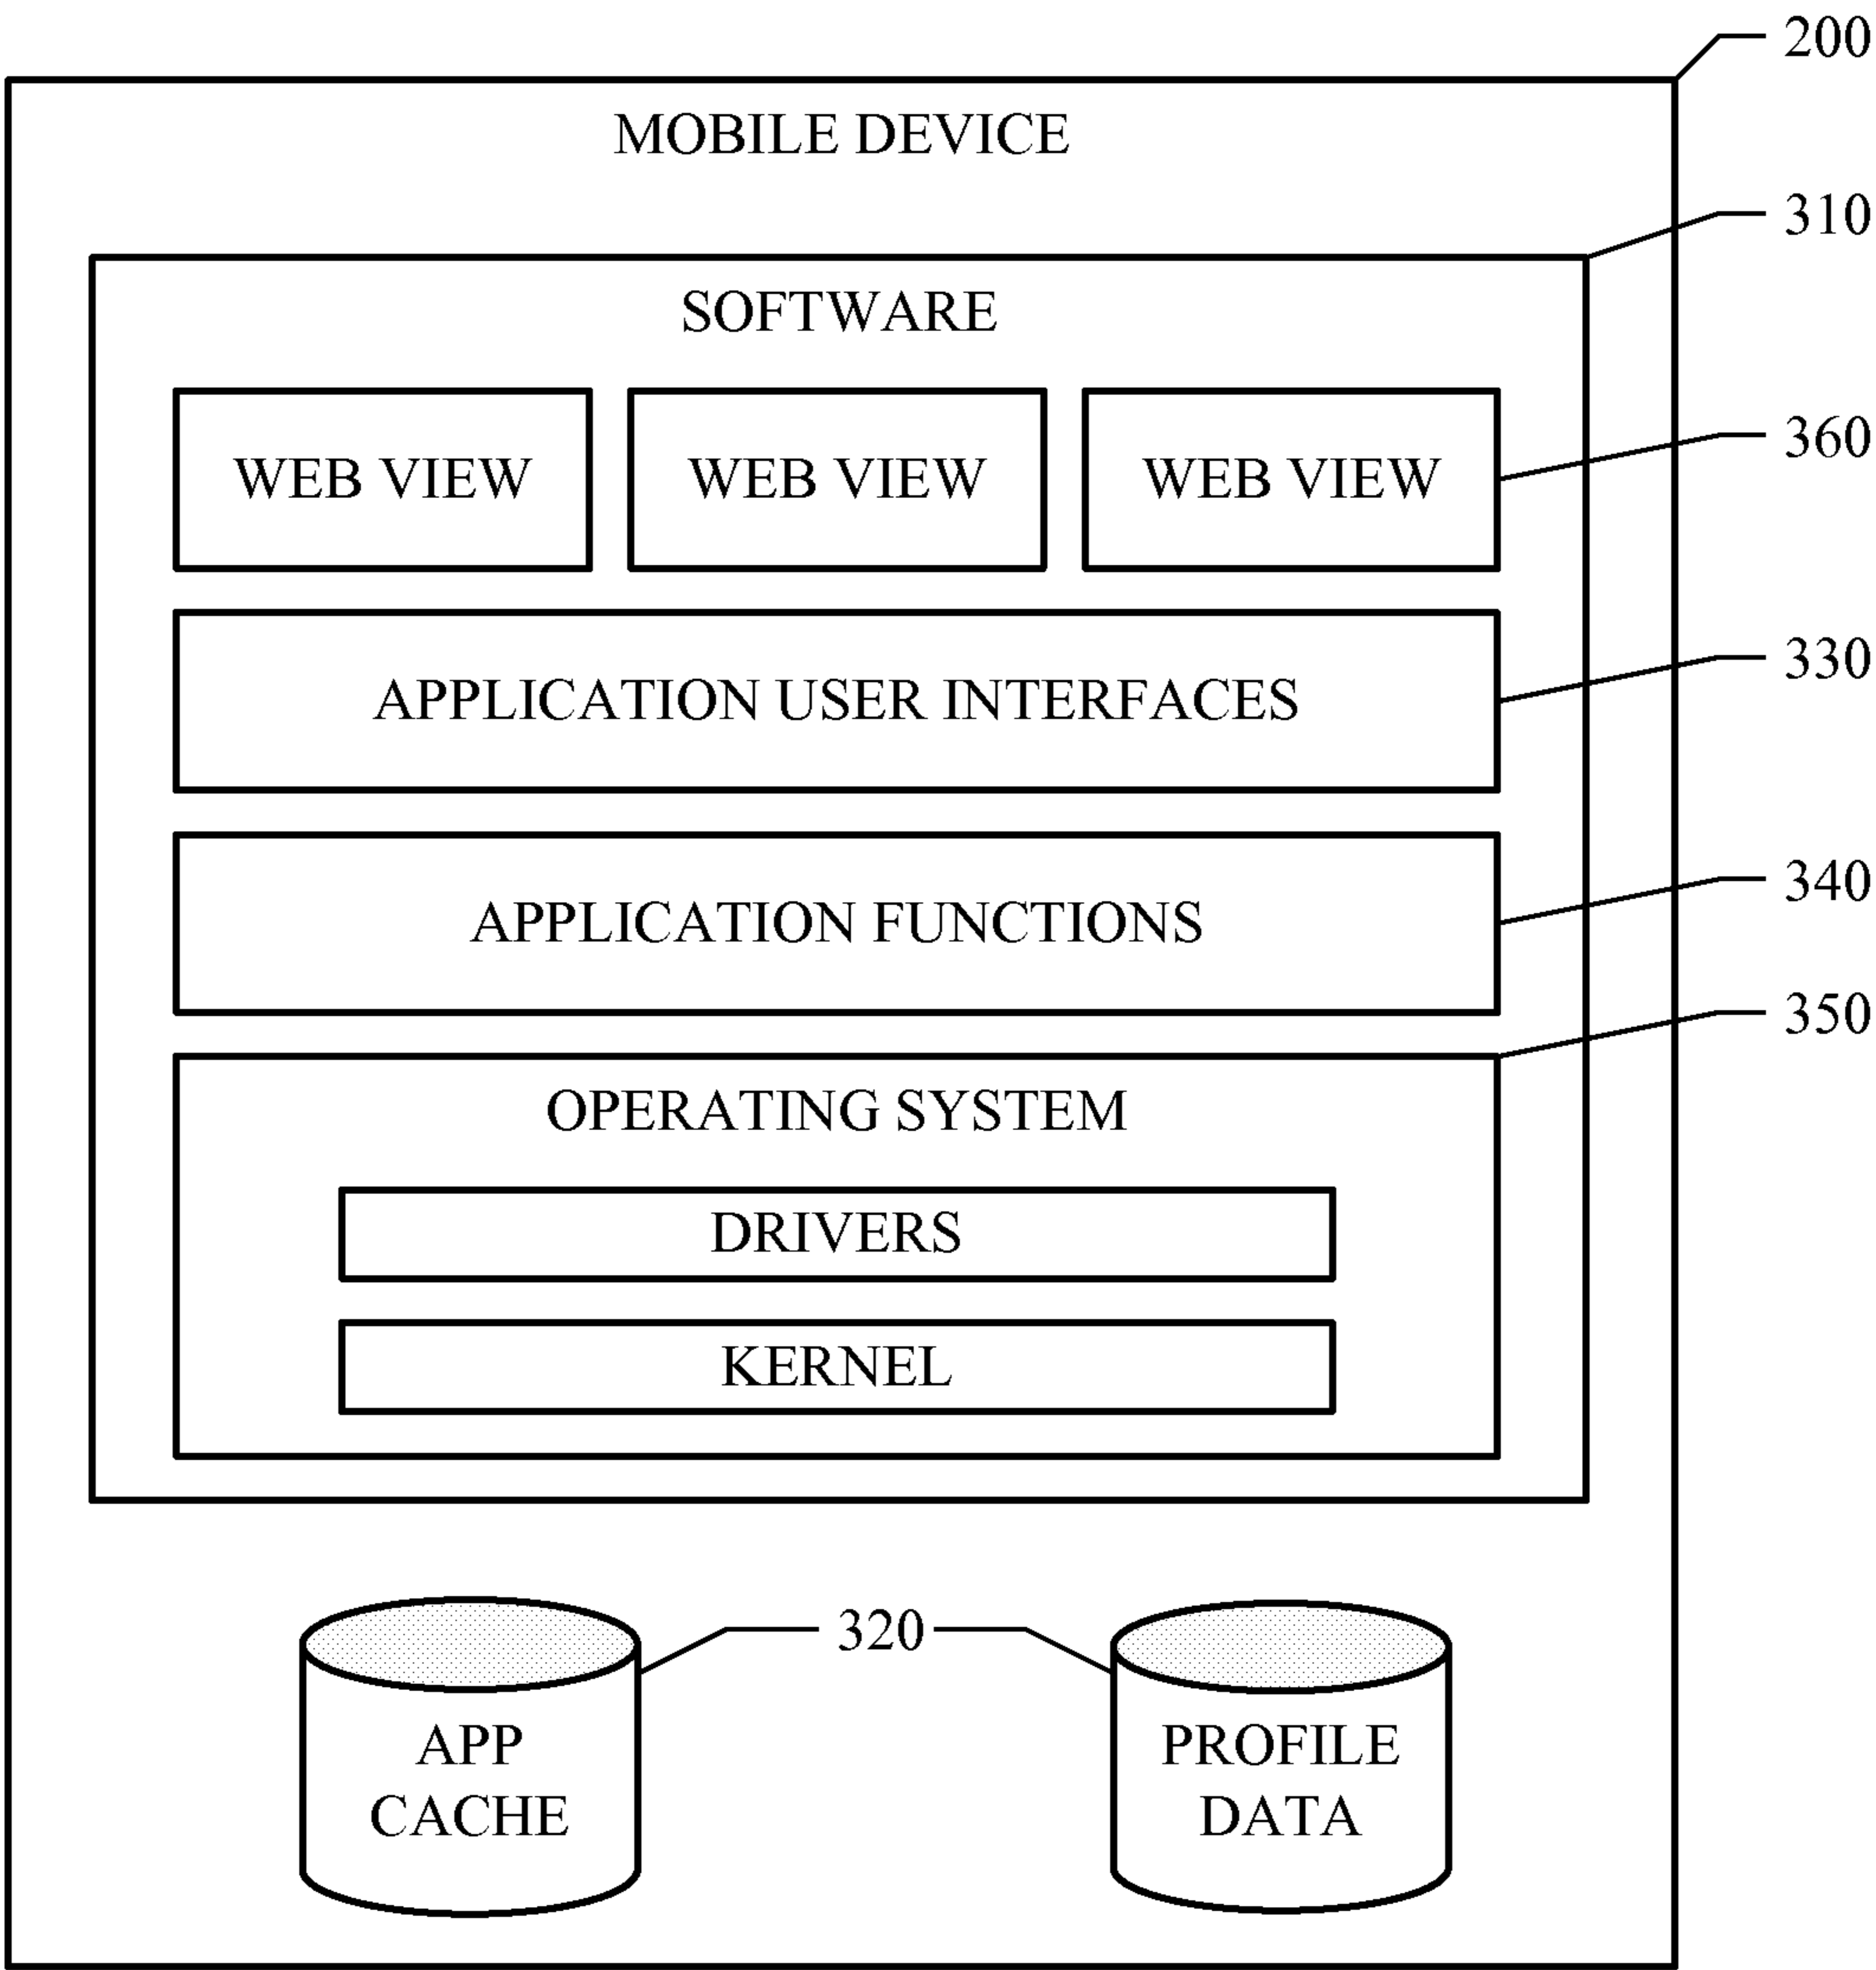 200
MOBILE DEVICE
310
SOFTWARE
360
WEB VIEW WEB VIEW WEB VIEW
330
APPLICATION USER INTERFACES
340
APPLICATION FUNCTIONS
350
OPERATING SYSTEM
DRIVERS
KERNEL
320
APP
CACHE
PROFILE
DATA